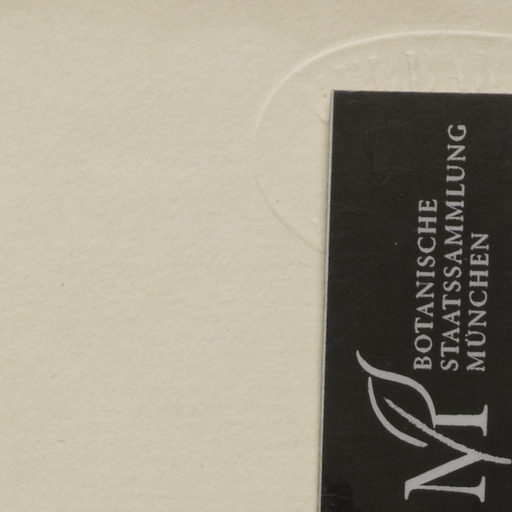 BOTANISCHE
STAATSSAMMLUNG
MÜNCHEN
M